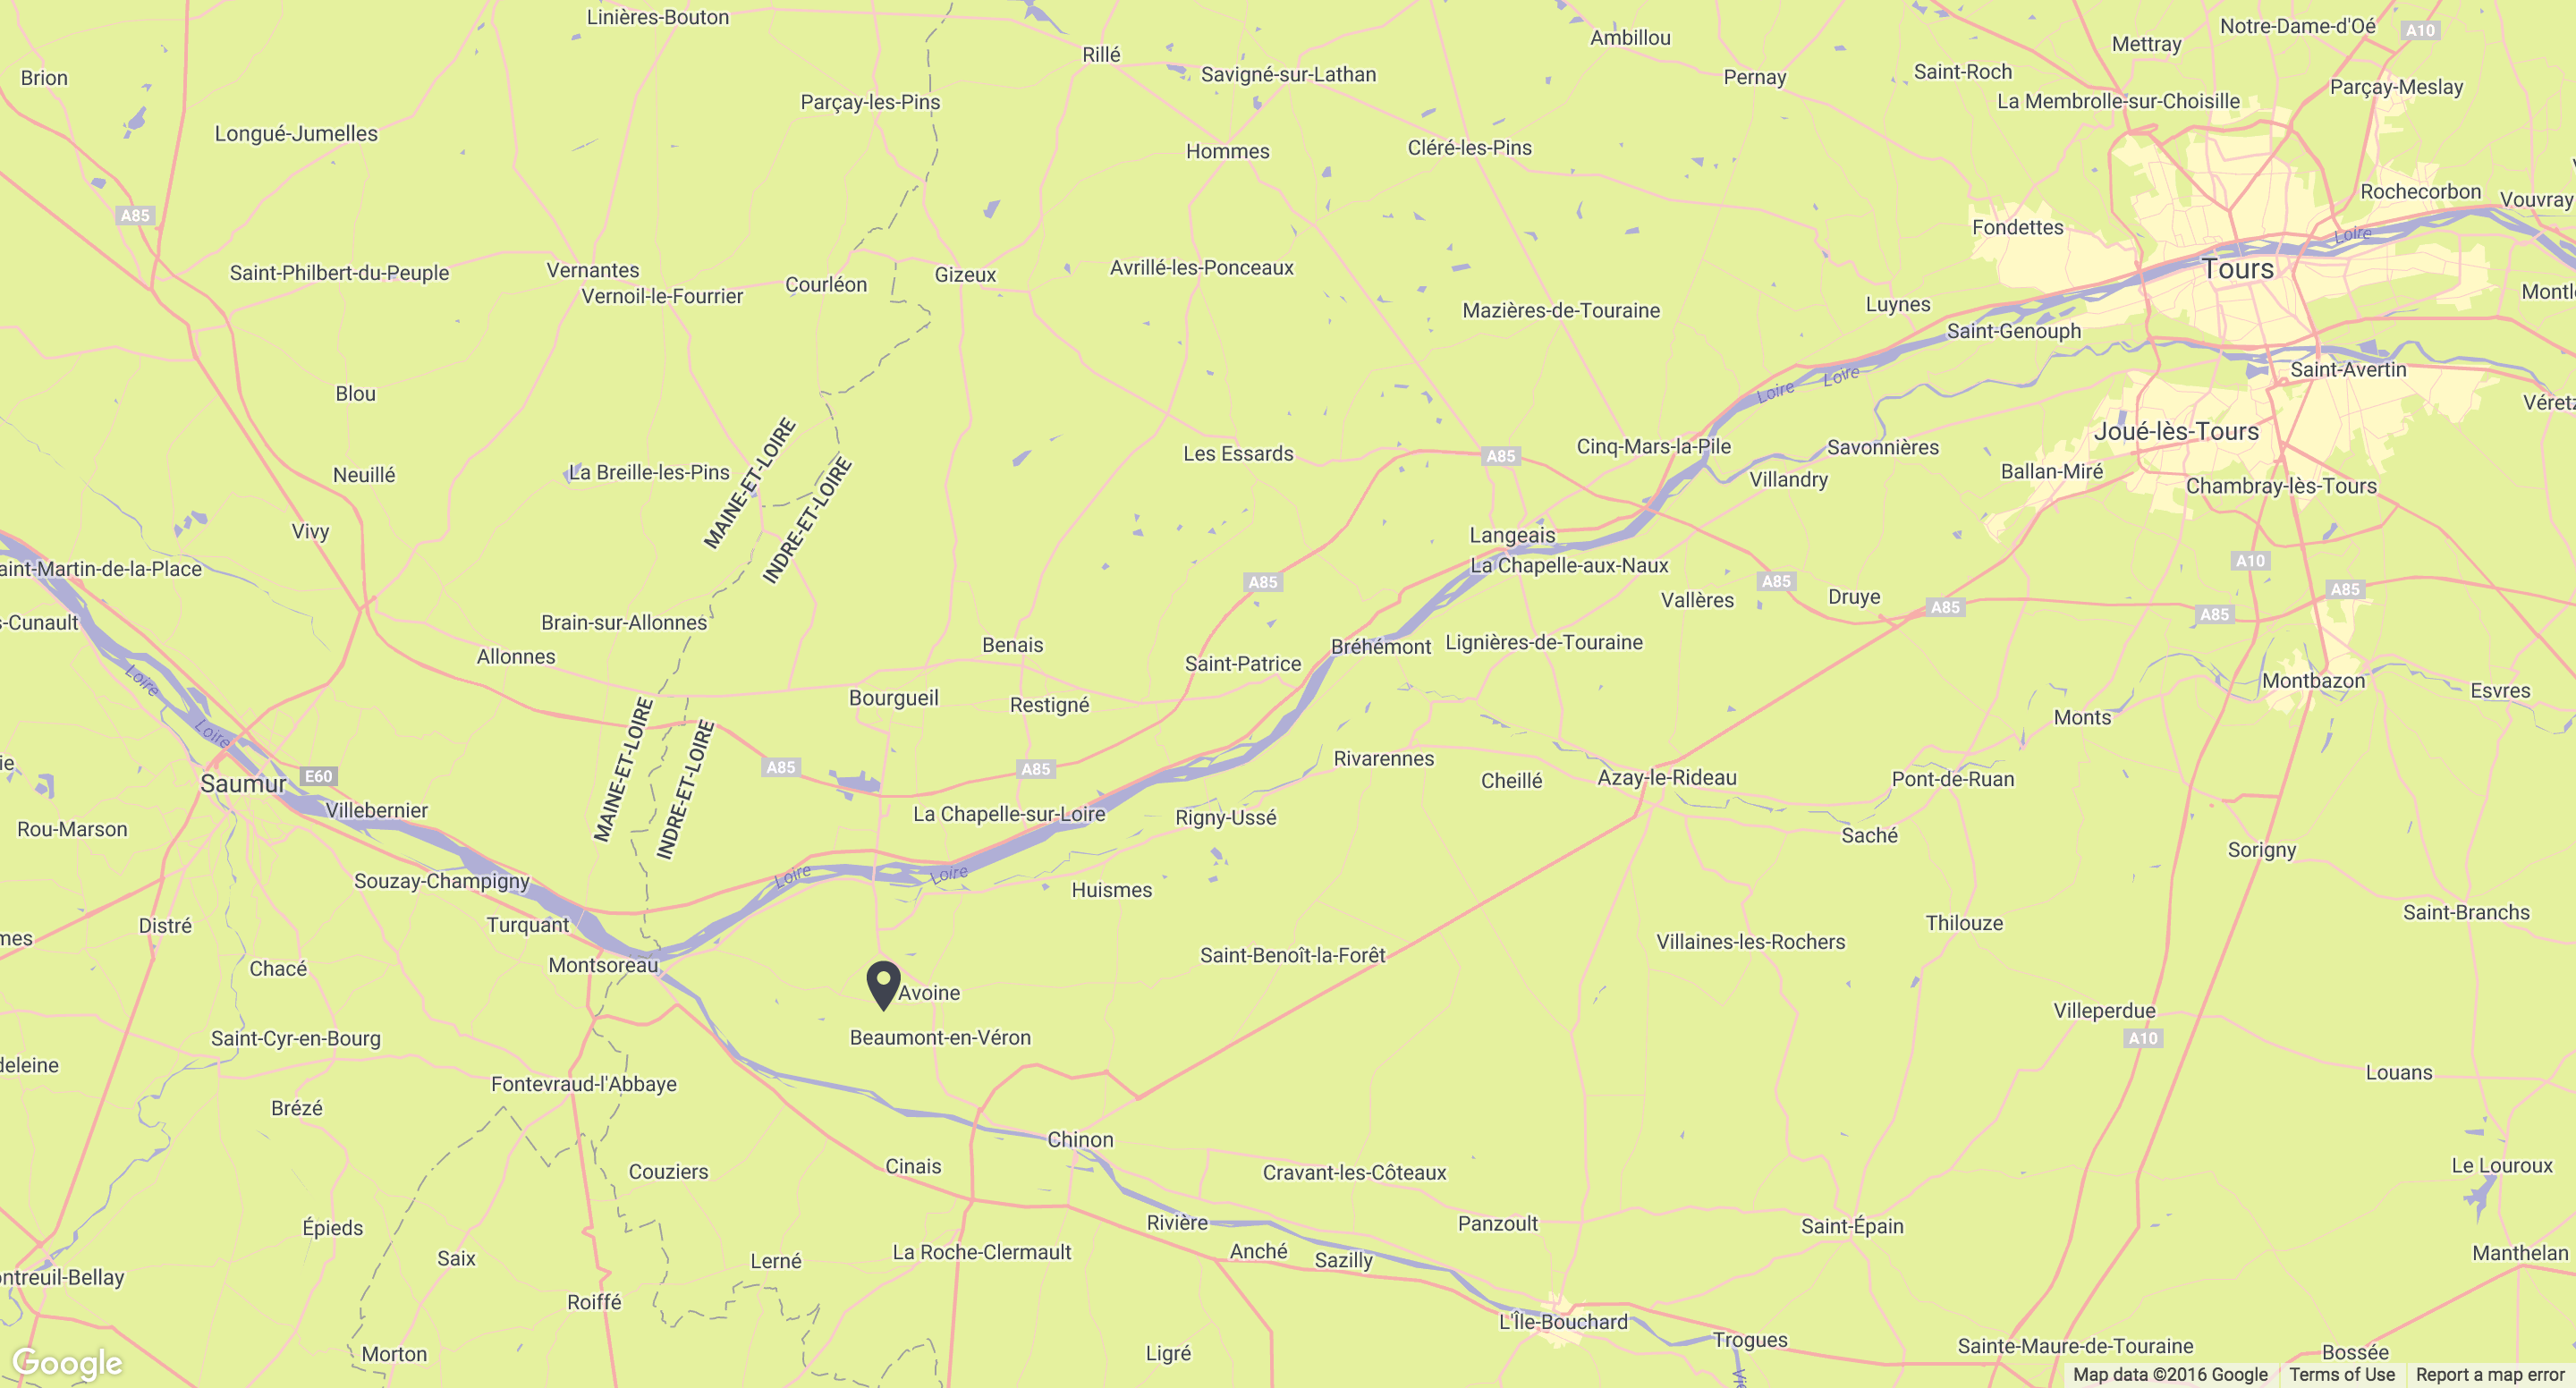 Linières-Bouton
Notre-Dame-d'Oé
A10
Ambillou
Mettray
Rillé
Brion
Savigné-sur-Lathan
Pernay
Saint-Roch
Parçay-Meslay
Parçay-les-Pins
La Membrolle-sur-Choisille
Longué-Jumelles
Hommes
Cléré-les-Pins
Rochecorbon
Vouvray
A85
Fondettes
Loire
Saint-Philbert-du-Peuple
Vernantes
Courléon
Gizeux
Avrillé-les-Ponceaux
Tours
Vernoil-le-Fourrier
Montl
Mazières-de-Touraine
Luynes
Saint-Genouph
Saint-Avertin
Loire
Loire
Blou
Véretz
Joué-lès-Tours
Les Essards
A85
Cinq-Mars-la-Pile
Savonnières
Neuillé
La Breille-les-Pins
MAINE-ET-LOIRE
INDRE-ET-LOIRE
Villandry
Ballan-Miré
Chambray-lès-Tours
Vivy
Langeais
A10
aint-Martin-de-la-Place
La Chapelle-aux-Naux
A85
A85
A85
Vallères
Druye
A85
A85
s-Cunault
Brain-sur-Allonnes
Benais
Bréhémont
Lignières-de-Touraine
Allonnes
Saint-Patrice
Loire
Montbazon
Esvres
Bourgueil
Restigné
Monts
Loire
MAINE-ET-LOIRE
INDRE-ET-LOIRE
ie
Rivarennes
A85
A85
E60
Saumur
Cheillé
Azay-le-Rideau
Pont-de-Ruan
Villebernier
La Chapelle-sur-Loire
Rigny-Ussé
Rou-Marson
Saché
Sorigny
Loire
Loire
Souzay-Champigny
Huismes
Saint-Branchs
Distré
Turquant
Thilouze
mes
Villaines-les-Rochers
Saint-Benoît-la-Forêt
Chacé
Montsoreau
Avoine
Villeperdue
Saint-Cyr-en-Bourg
Beaumont-en-Véron
A10
deleine
Louans
Fontevraud-l'Abbaye
Brézé
Chinon
Cinais
Couziers
Cravant-les-Côteaux
Le Louroux
Épieds
Rivière
Panzoult
Saint-Épain
Saix
Lerné
La Roche-Clermault
Anché
Sazilly
Manthelan
ontreuil-Bellay
Roiffé
L'Île-Bouchard
Trogues
Sainte-Maure-de-Touraine
Morton
Ligré
Bossée
Google
Map data ©2016 Google
Terms of Use
Report a map error